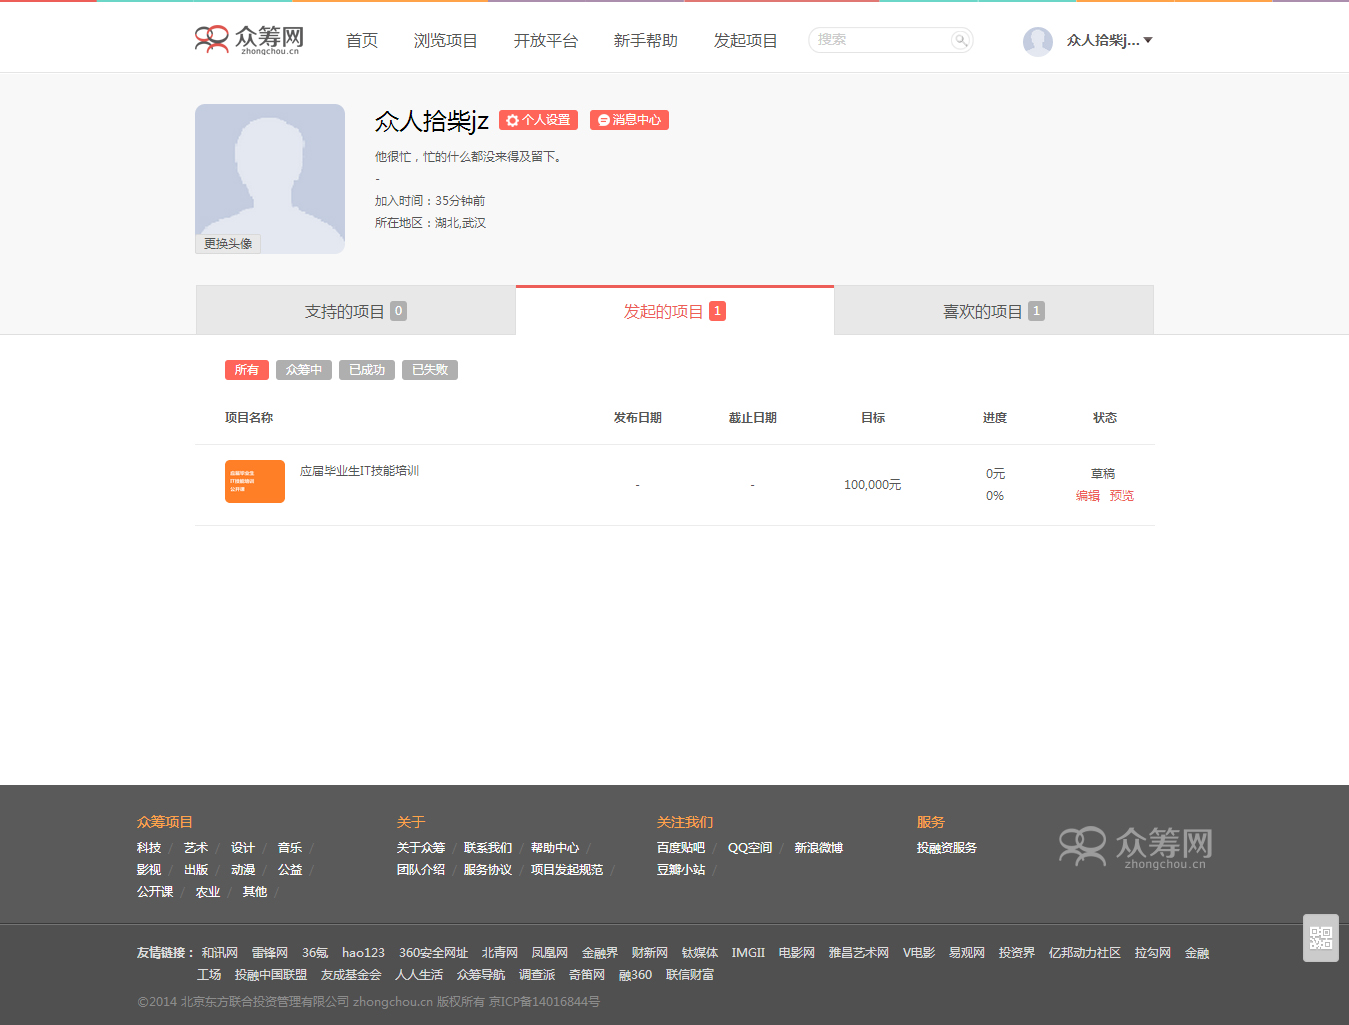 众筹网
zhongchou.cn
首页 浏览项目 开放平台 新手帮助 发起项目 搜索 众人拾柴j...
众人拾柴jz 个人设置 消息中心
他很忙，忙的什么都没来得及留下。
-
加入时间：35分钟前
所在地区：湖北,武汉
更换头像
支持的项目 0 发起的项目 1 喜欢的项目 1
所有 众筹中 已成功 已失败
项目名称 发布日期 截止日期 目标 进度 状态
应届毕业生
IT技能培训
公开课
应届毕业生IT技能培训
- - 100,000元
0元
0%
草稿
编辑 预览
众筹项目 关于 关注我们 服务
科技 / 艺术 / 设计 / 音乐 / 关于众筹 / 联系我们 / 帮助中心 / 百度贴吧 / QQ空间 / 新浪微博 投融资服务
影视 / 出版 / 动漫 / 公益 / 团队介绍 / 服务协议 / 项目发起规范 / 豆瓣小站 /
公开课 / 农业 / 其他 /
众筹网
zhongchou.cn
友情链接： 和讯网 雷锋网 36氪 hao123 360安全网址 北青网 凤凰网 金融界 财新网 钛媒体 IMGII 电影网 雅昌艺术网 V电影 易观网 投资界 亿邦动力社区 拉勾网 金融
工场 投融中国联盟 友成基金会 人人生活 众筹导航 调查派 奇笛网 融360 联信财富
©2014 北京东方联合投资管理有限公司 zhongchou.cn 版权所有 京ICP备14016844号